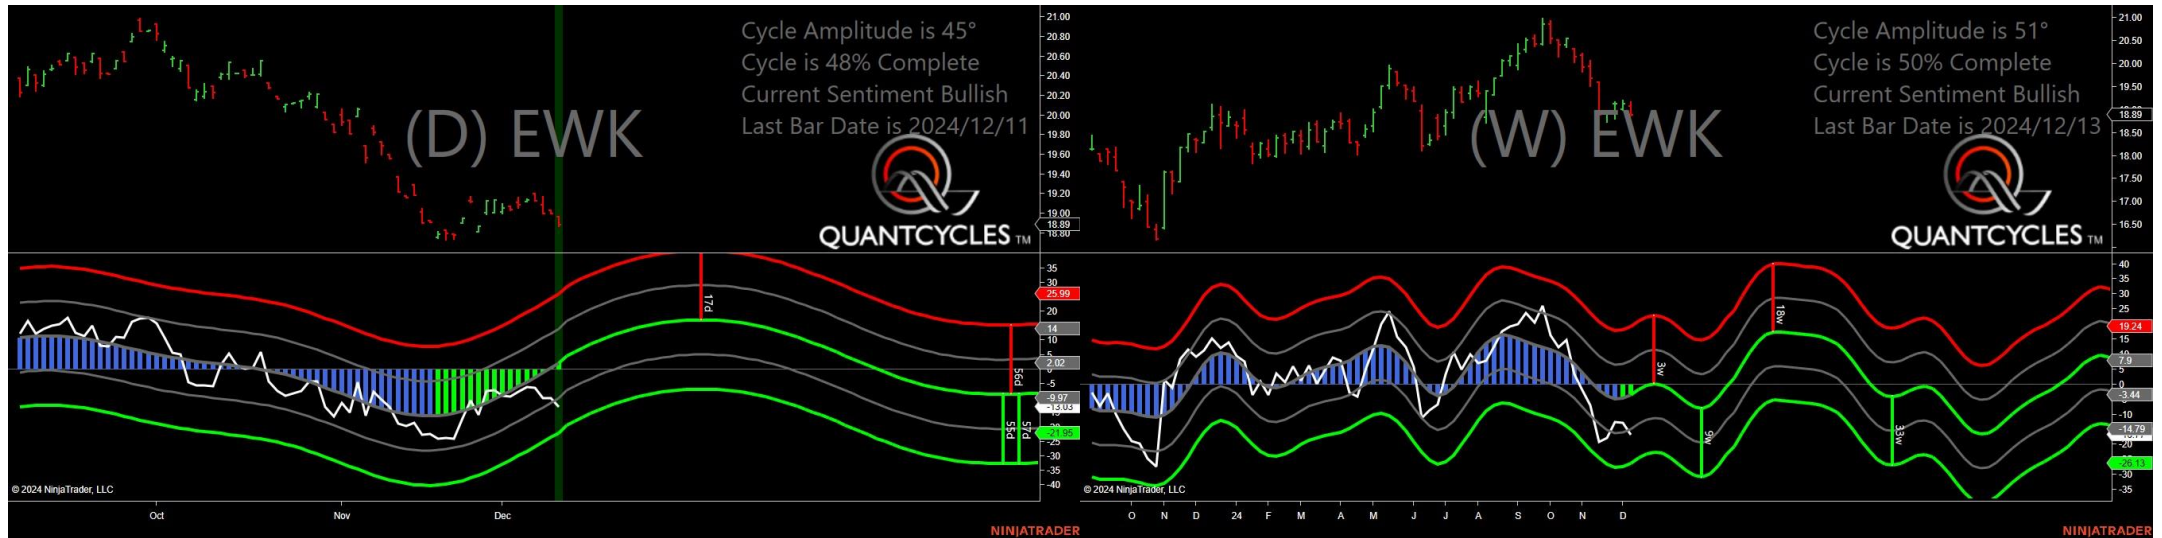 Cycle Amplitude is 45°
Cycle is 48% Complete
Current Sentiment Bullish
Last Bar Date is 2024/12/11
(D) EWK
QUANTCYCLES TM
21.00
20.80
20.60
20.40
20.20
20.00
19.80
19.60
19.40
19.20
19.00
18.89
18.80
35
25.99
20
14
10
5
2.02
0
-5
-9.97
-13.03
-21.95
-25
-30
-35
-40
17d
56d
55d
57d
© 2024 NinjaTrader, LLC
Oct
Nov
Dec
NINJATRADER
Cycle Amplitude is 51°
Cycle is 50% Complete
Current Sentiment Bullish
Last Bar Date is 2024/12/13
(W) EWK
QUANTCYCLES TM
21.00
20.50
20.00
19.50
18.89
18.50
18.00
17.50
17.00
16.50
40
35
30
25
19.24
15
7.9
5
0
-3.44
-10
-14.79
-20
-26.13
-30
-35
3w
18w
9w
33w
© 2024 NinjaTrader, LLC
O N D 24 F M A M J J A S O N D
NINJATRADER